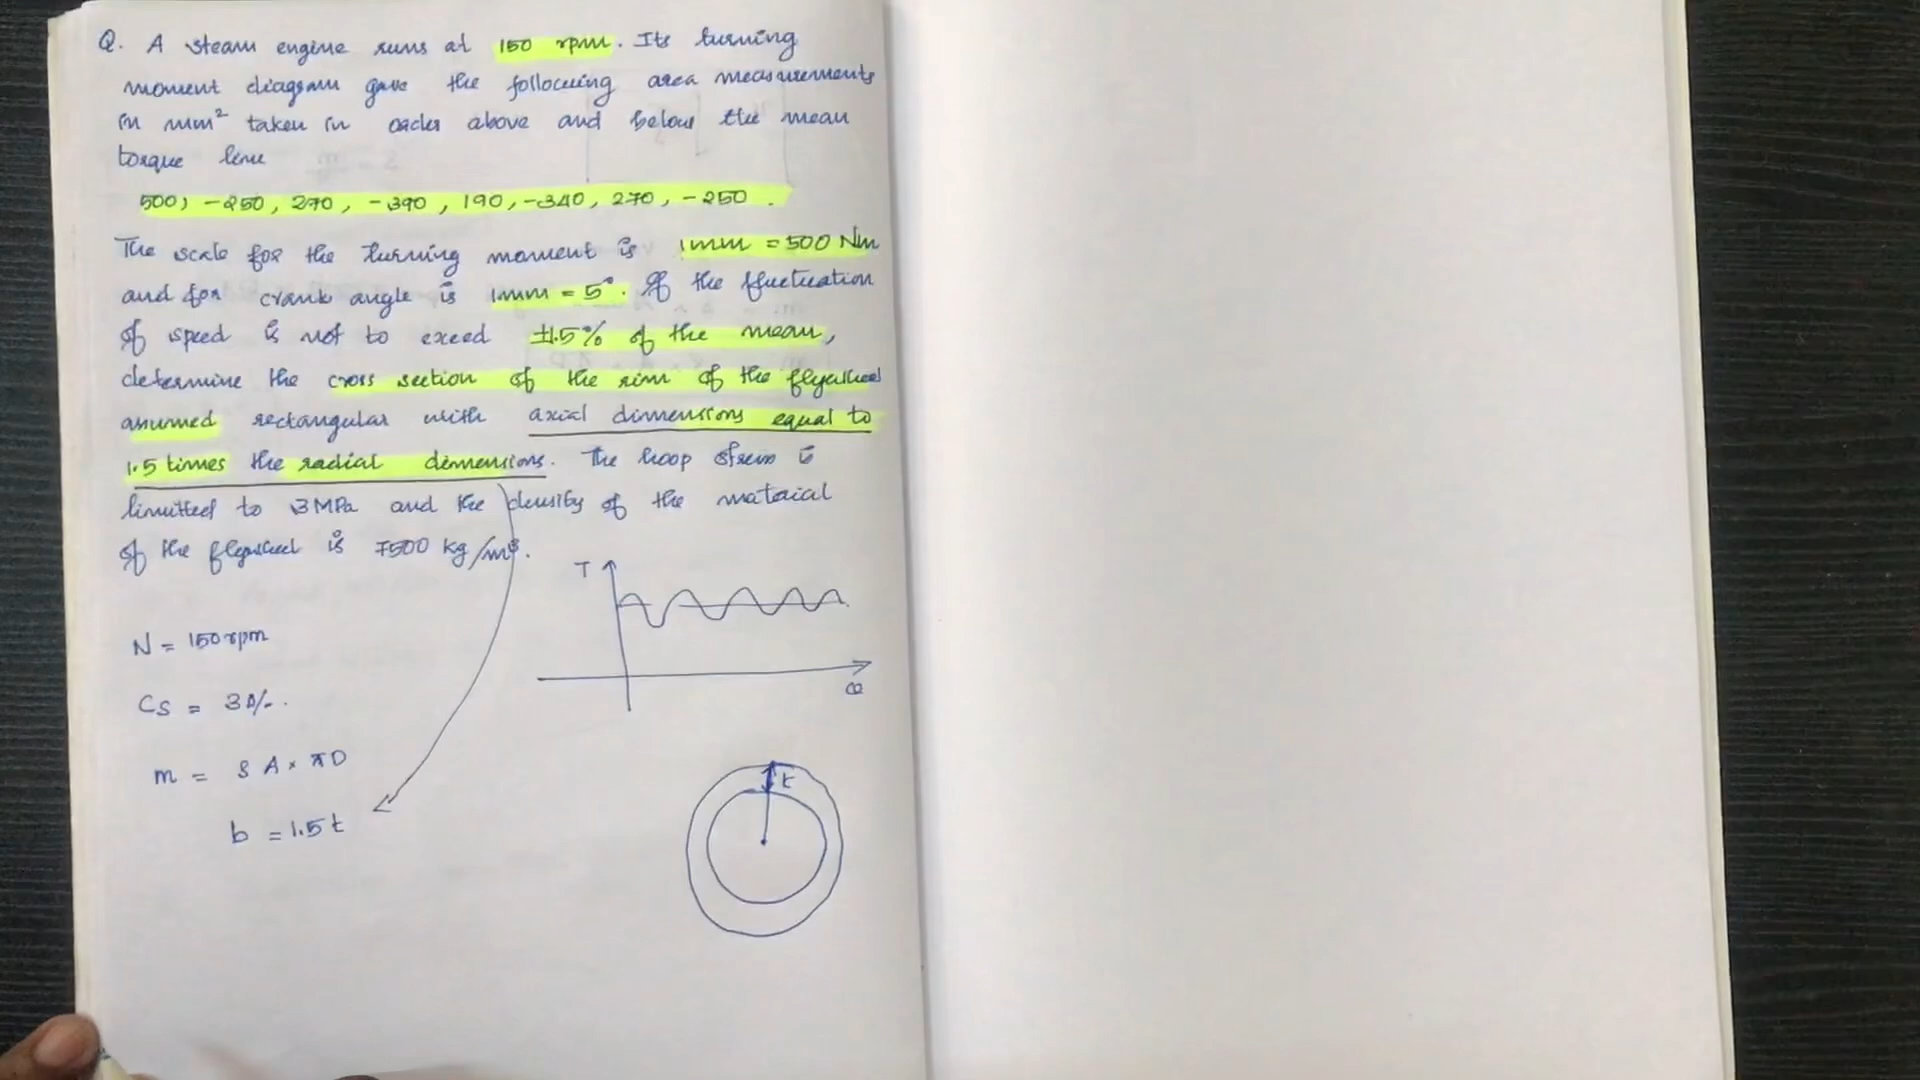 Q. A steam engine runs at 150 rpm. Its turning
moment diagram gave the following area measurements
in mm² taken in order above and below the mean
torque line
500, -250, 270, -390, 190, -340, 270, -250.
The scale for the turning moment is 1mm = 500 Nm
and for crank angle is 1mm = 5°. If the fluctuation
of speed is not to exceed ±1.5% of the mean,
determine the cross section of the rim of the flywheel
assumed rectangular with axial dimensions equal to
1.5 times the radial dimensions. The hoop stress is
limitted to 3MPa and the density of the material
of the flywheel is 7500 kg/m³.
T
N = 150rpm
θ
Cs = 3%.
m = ρ A × πD
t
b = 1.5t